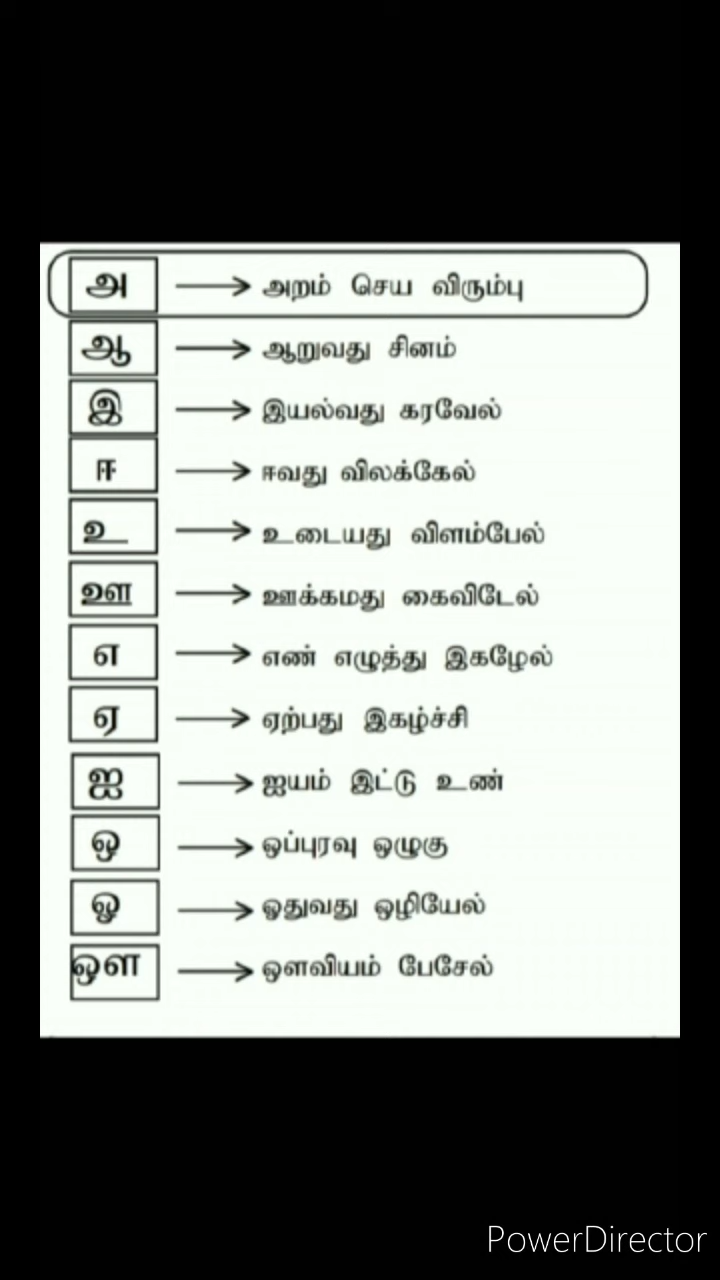 அ → அறம் செய விரும்பு
ஆ → ஆறுவது சினம்
இ → இயல்வது கரவேல்
ஈ → ஈவது விலக்கேல்
உ → உடையது விளம்பேல்
ஊ → ஊக்கமது கைவிடேல்
எ → எண் எழுத்து இகழேல்
ஏ → ஏற்பது இகழ்ச்சி
ஐ → ஐயம் இட்டு உண்
ஒ → ஒப்புரவு ஒழுகு
ஓ → ஓதுவது ஒழியேல்
ஔ → ஔவியம் பேசேல்
PowerDirector